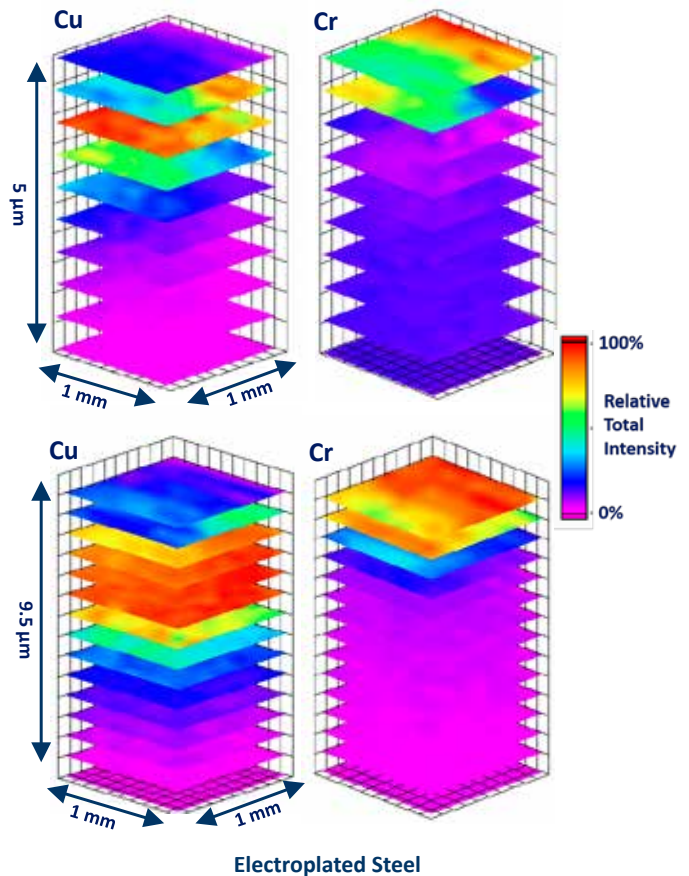 Cu
Cr
5 µm
1 mm
1 mm
100%
Relative
Total
Intensity
0%
Cu
Cr
9.5 µm
1 mm
1 mm
Electroplated Steel